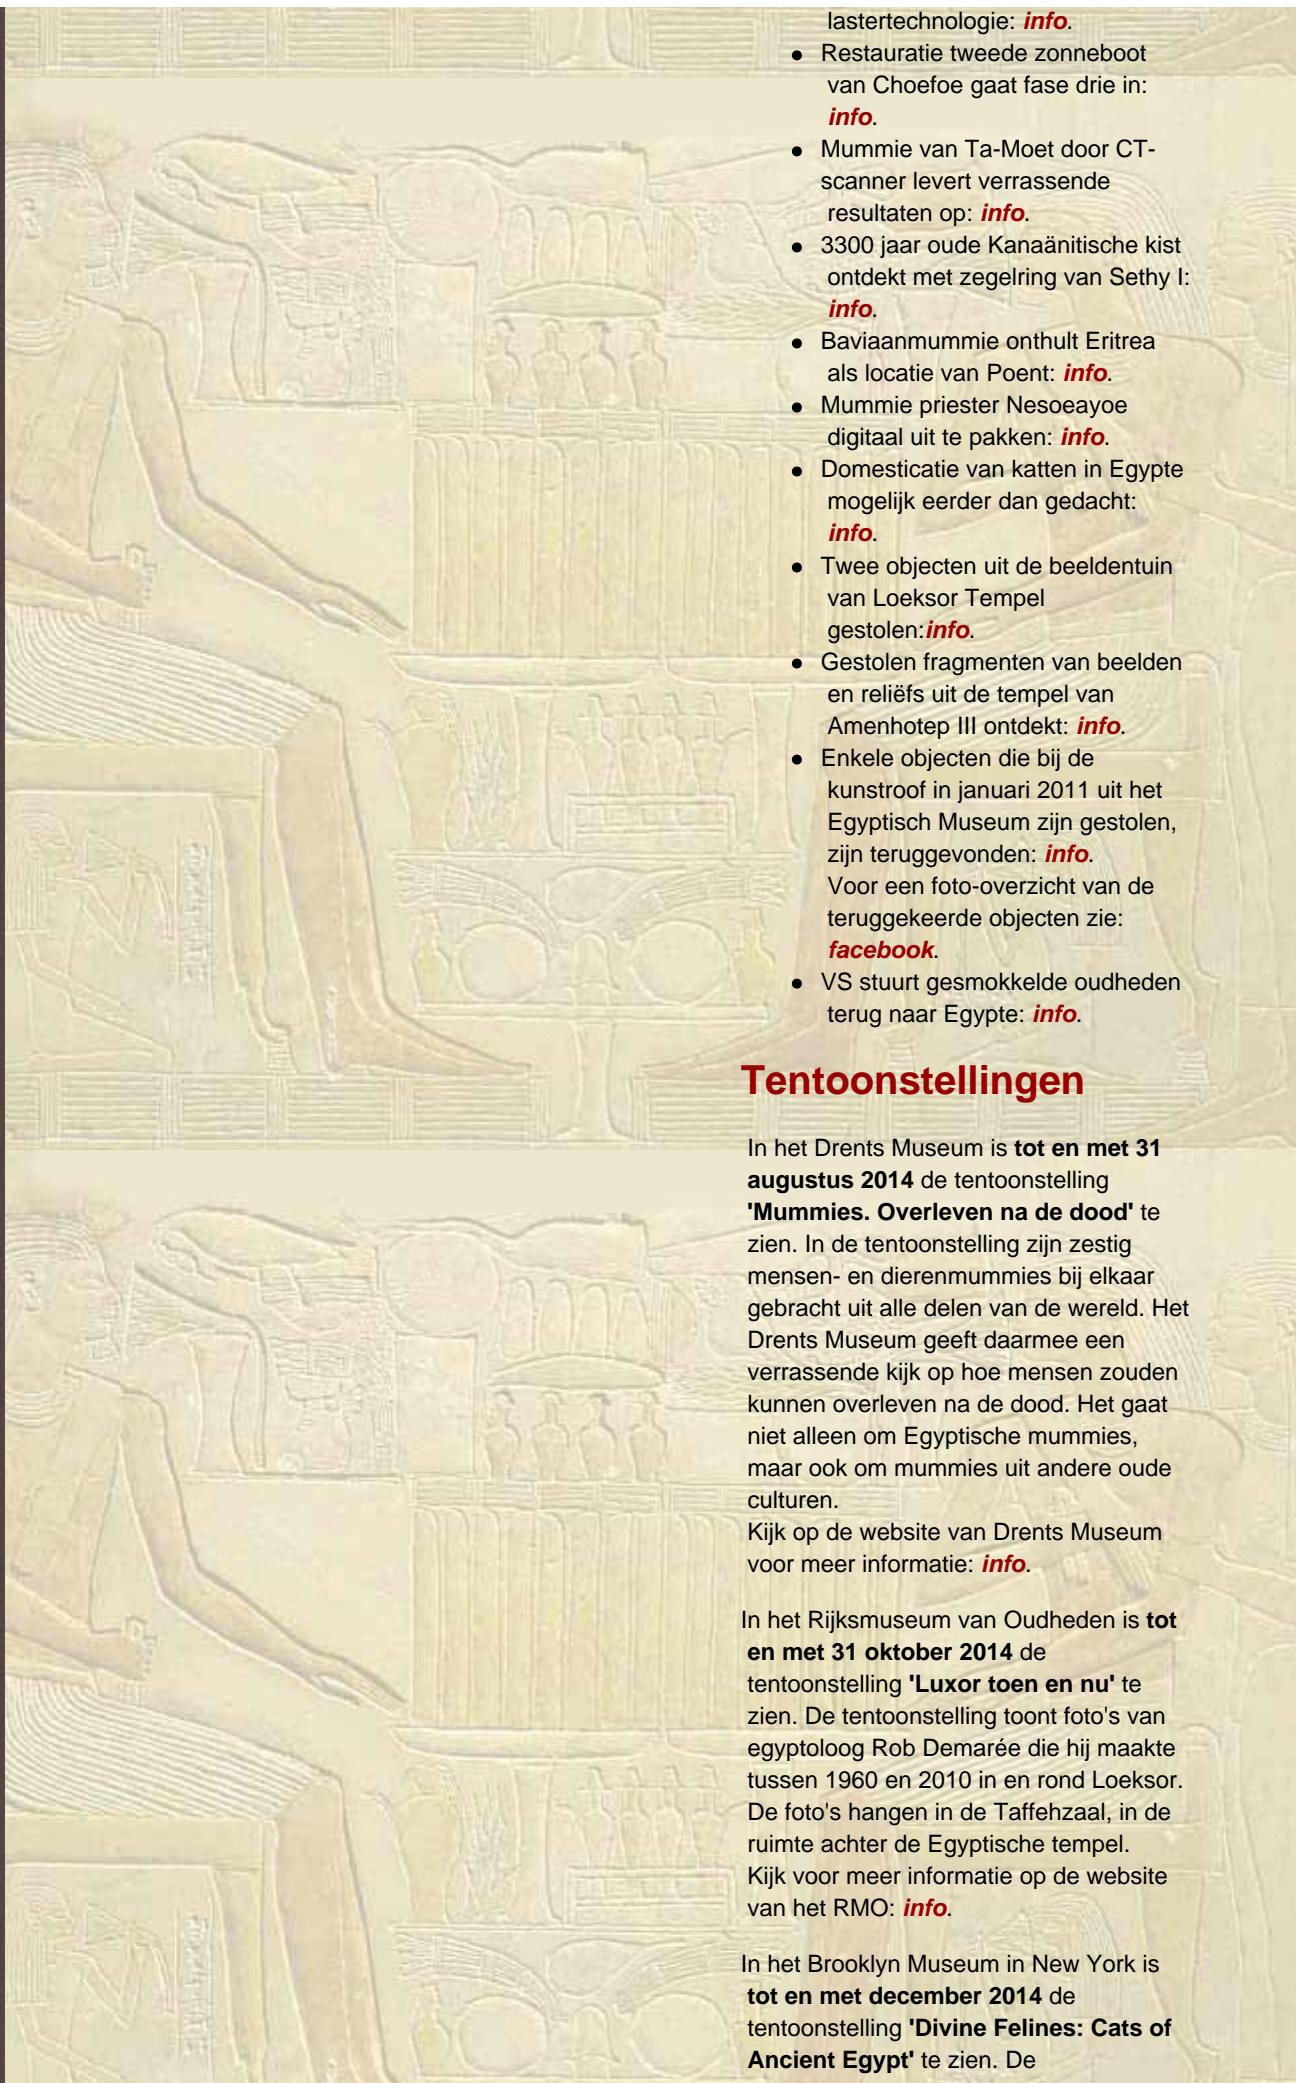 lastertechnologie: info.
● Restauratie tweede zonneboot
van Choefoe gaat fase drie in:
info.
● Mummie van Ta-Moet door CT-
scanner levert verrassende
resultaten op: info.
● 3300 jaar oude Kanaänitische kist
ontdekt met zegelring van Sethy I:
info.
● Baviaanmummie onthult Eritrea
als locatie van Poent: info.
● Mummie priester Nesoeayoe
digitaal uit te pakken: info.
● Domesticatie van katten in Egypte
mogelijk eerder dan gedacht:
info.
● Twee objecten uit de beeldentuin
van Loeksor Tempel
gestolen:info.
● Gestolen fragmenten van beelden
en reliëfs uit de tempel van
Amenhotep III ontdekt: info.
● Enkele objecten die bij de
kunstroof in januari 2011 uit het
Egyptisch Museum zijn gestolen,
zijn teruggevonden: info.
Voor een foto-overzicht van de
teruggekeerde objecten zie:
facebook.
● VS stuurt gesmokkelde oudheden
terug naar Egypte: info.
Tentoonstellingen
In het Drents Museum is tot en met 31
augustus 2014 de tentoonstelling
'Mummies. Overleven na de dood' te
zien. In de tentoonstelling zijn zestig
mensen- en dierenmummies bij elkaar
gebracht uit alle delen van de wereld. Het
Drents Museum geeft daarmee een
verrassende kijk op hoe mensen zouden
kunnen overleven na de dood. Het gaat
niet alleen om Egyptische mummies,
maar ook om mummies uit andere oude
culturen.
Kijk op de website van Drents Museum
voor meer informatie: info.
In het Rijksmuseum van Oudheden is tot
en met 31 oktober 2014 de
tentoonstelling 'Luxor toen en nu' te
zien. De tentoonstelling toont foto's van
egyptoloog Rob Demarée die hij maakte
tussen 1960 en 2010 in en rond Loeksor.
De foto's hangen in de Taffehzaal, in de
ruimte achter de Egyptische tempel.
Kijk voor meer informatie op de website
van het RMO: info.
In het Brooklyn Museum in New York is
tot en met december 2014 de
tentoonstelling 'Divine Felines: Cats of
Ancient Egypt' te zien. De